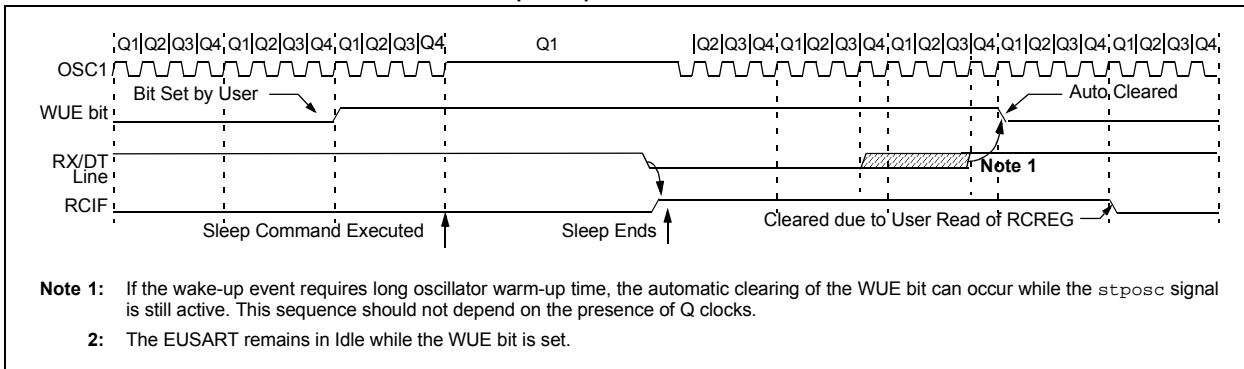 Q1 Q2 Q3 Q4 Q1 Q2 Q3 Q4 Q1 Q2 Q3 Q4 Q1 Q2 Q3 Q4 Q1 Q2 Q3 Q4 Q1 Q2 Q3 Q4 Q1 Q2 Q3 Q4
OSC1
Bit Set by User
Auto Cleared
WUE bit
RX/DT
Line
Note 1
RCIF
Sleep Command Executed
Sleep Ends
Cleared due to User Read of RCREG
Note 1: If the wake-up event requires long oscillator warm-up time, the automatic clearing of the WUE bit can occur while the stposc signal
is still active. This sequence should not depend on the presence of Q clocks.
2: The EUSART remains in Idle while the WUE bit is set.